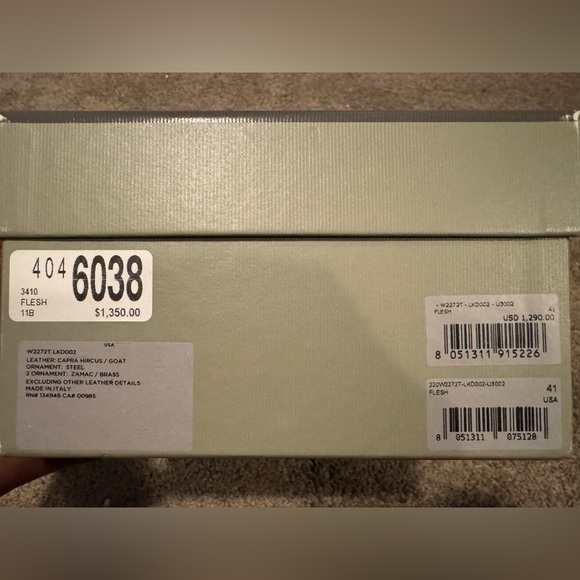 404 6038
3410
FLESH
11B $1,350.00
USA
W2272T LKD002
LEATHER: CAPRA HIRCUS / GOAT
ORNAMENT: STEEL
2 ORNAMENT: ZAMAC / BRASS
EXCLUDING OTHER LEATHER DETAILS
MADE IN ITALY
RN# 134946 CA# 00985
- W2272T - LKD002 - U3002
FLESH 41
USD 1,290.00
8 051311 915226
220W2272T-LKD002-U3002
FLESH 41
USA
8 051311 075128